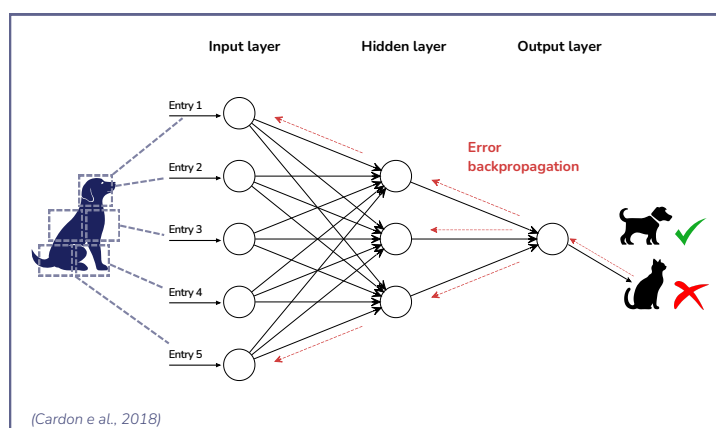 Input layer
Hidden layer
Output layer
Entry 1
Entry 2
Entry 3
Entry 4
Entry 5
Error
backpropagation
(Cardon e al., 2018)